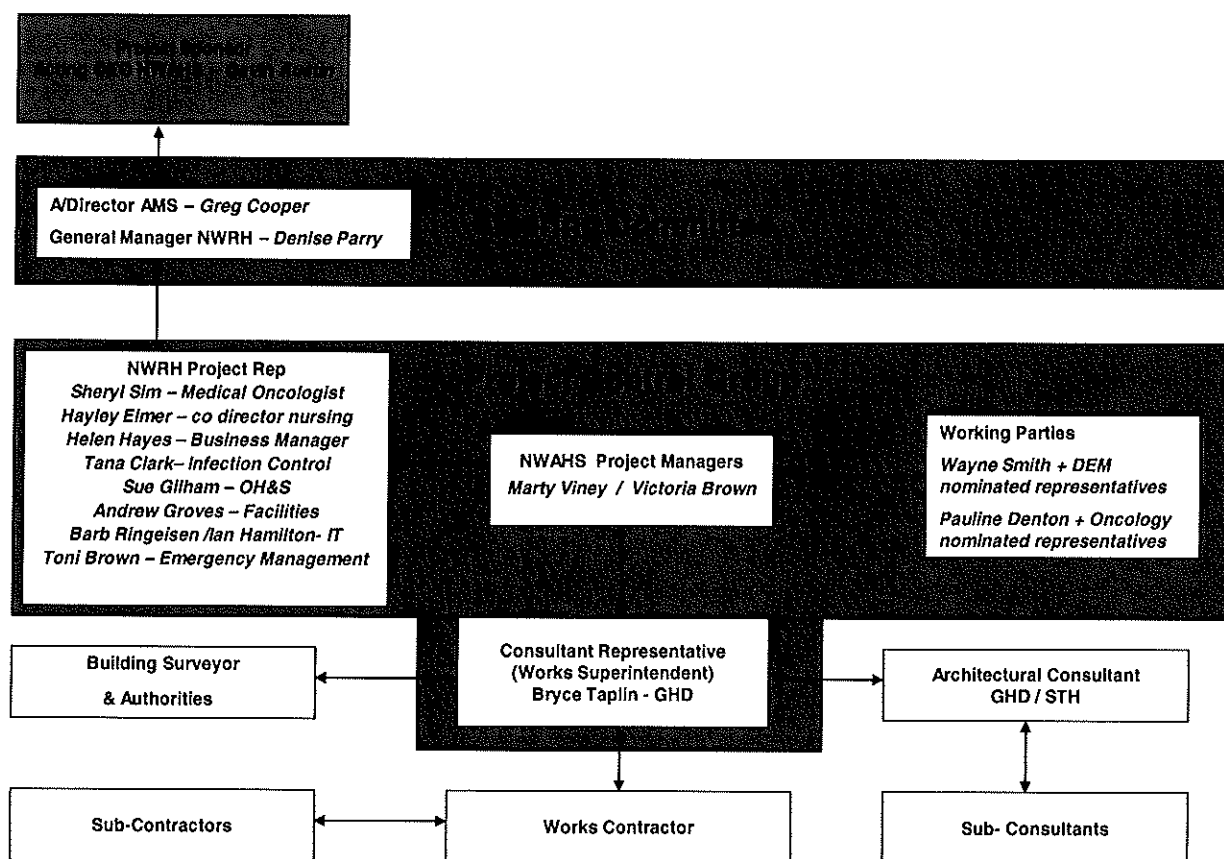 A/Director AMS – Greg Cooper
General Manager NWRH – Denise Parry
NWRH Project Rep
Sheryl Sim – Medical Oncologist
Hayley Elmer – co director nursing
Helen Hayes – Business Manager
Tana Clark– Infection Control
Sue Gilham – OH&S
Andrew Groves – Facilities
Barb Ringeisen /Ian Hamilton- IT
Toni Brown – Emergency Management
NWAHS Project Managers
Marty Viney / Victoria Brown
Working Parties
Wayne Smith + DEM
nominated representatives
Pauline Denton + Oncology
nominated representatives
Building Surveyor
& Authorities
Consultant Representative
(Works Superintendent)
Bryce Taplin - GHD
Architectural Consultant
GHD / STH
Sub-Contractors
Works Contractor
Sub- Consultants